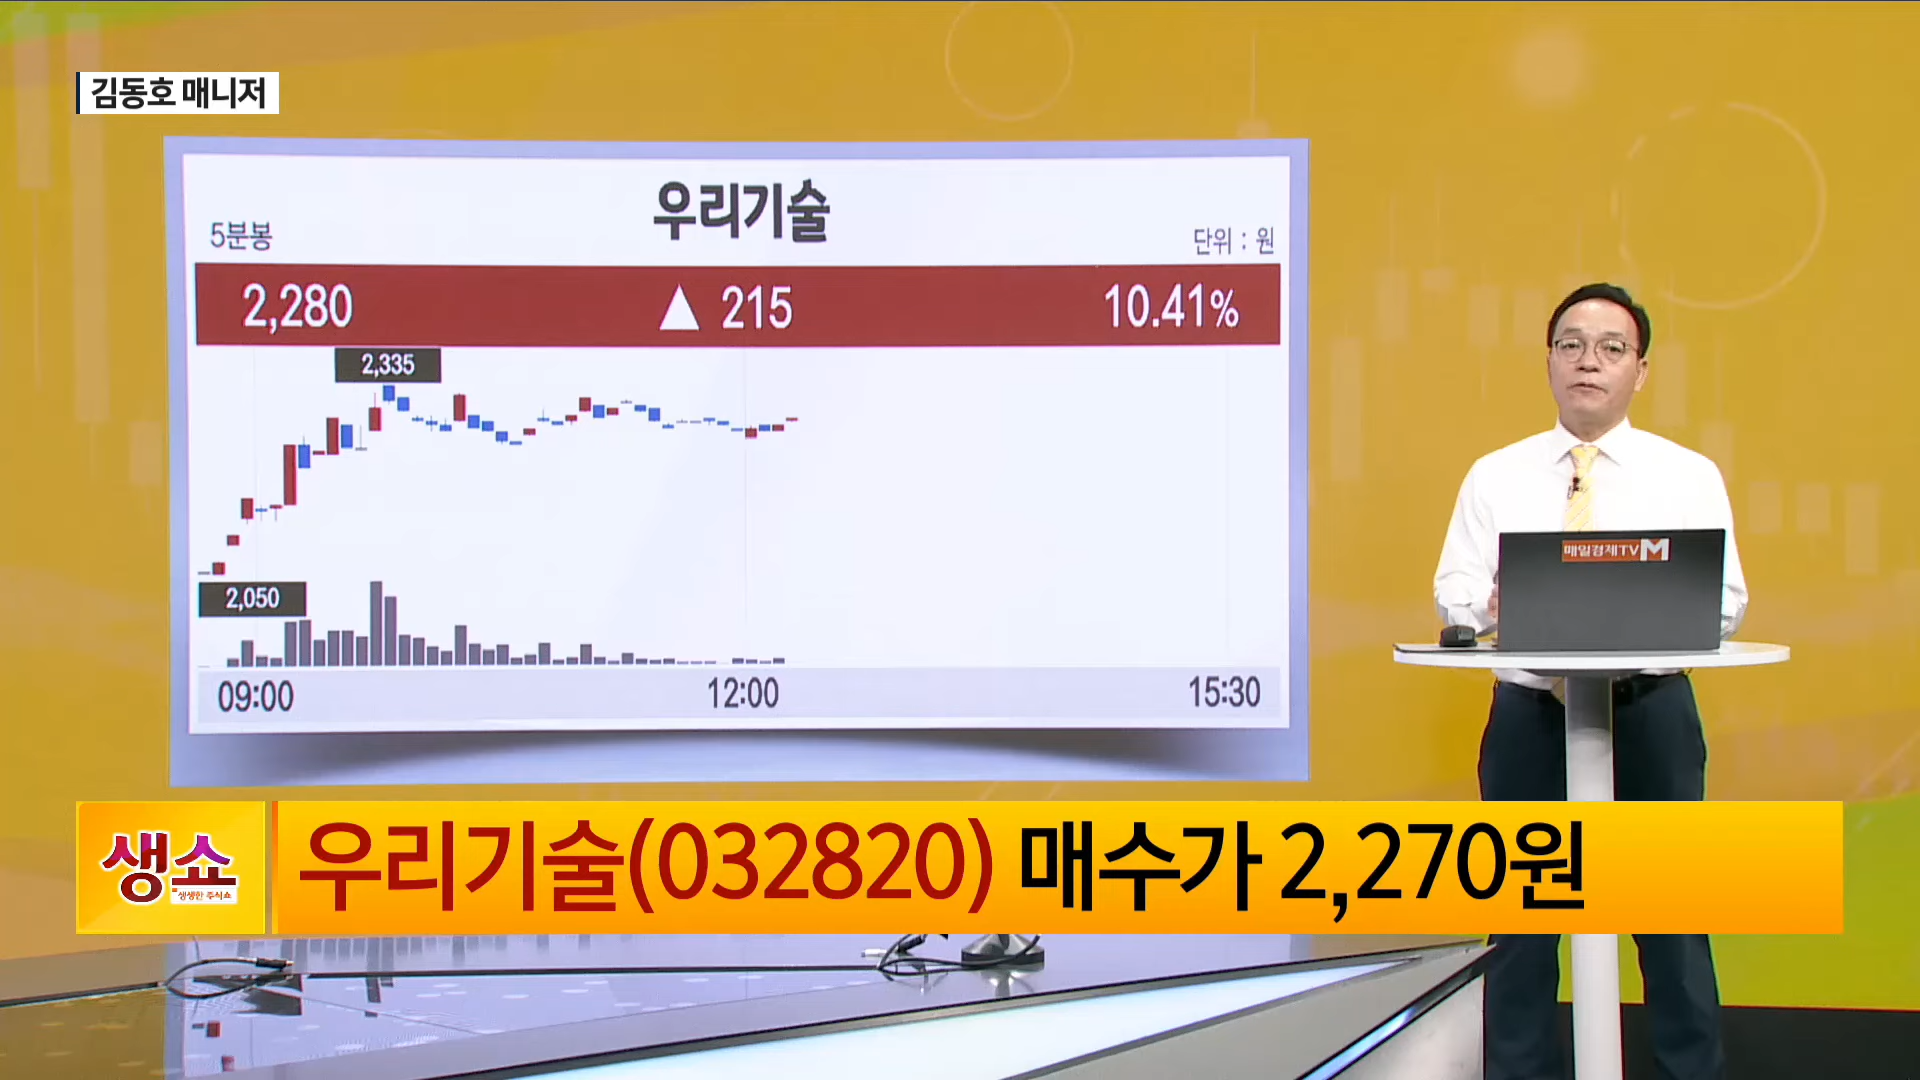 김동호 매니저
우리기술
5분봉
단위 : 원
2,280 ▲ 215 10.41%
2,335
2,050
09:00 12:00 15:30
매일경제TV M
생쇼
생생한 주식쇼
우리기술(032820) 매수가 2,270원